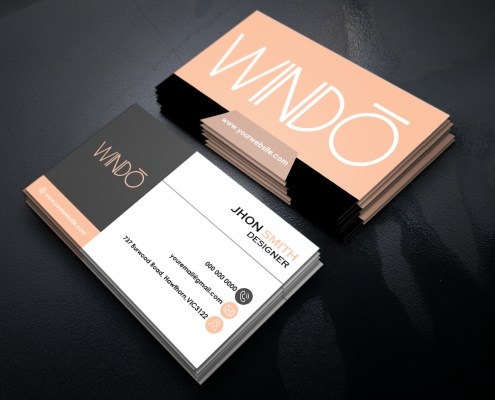 WINDŌ
www.yourwebsite.com
WINDŌ
www.yourwebsite.com
JHON SMITH
DESIGNER
000 000 0000
youremail@gmail.com
737 Burwood Road, Hawthorn, VIC3122